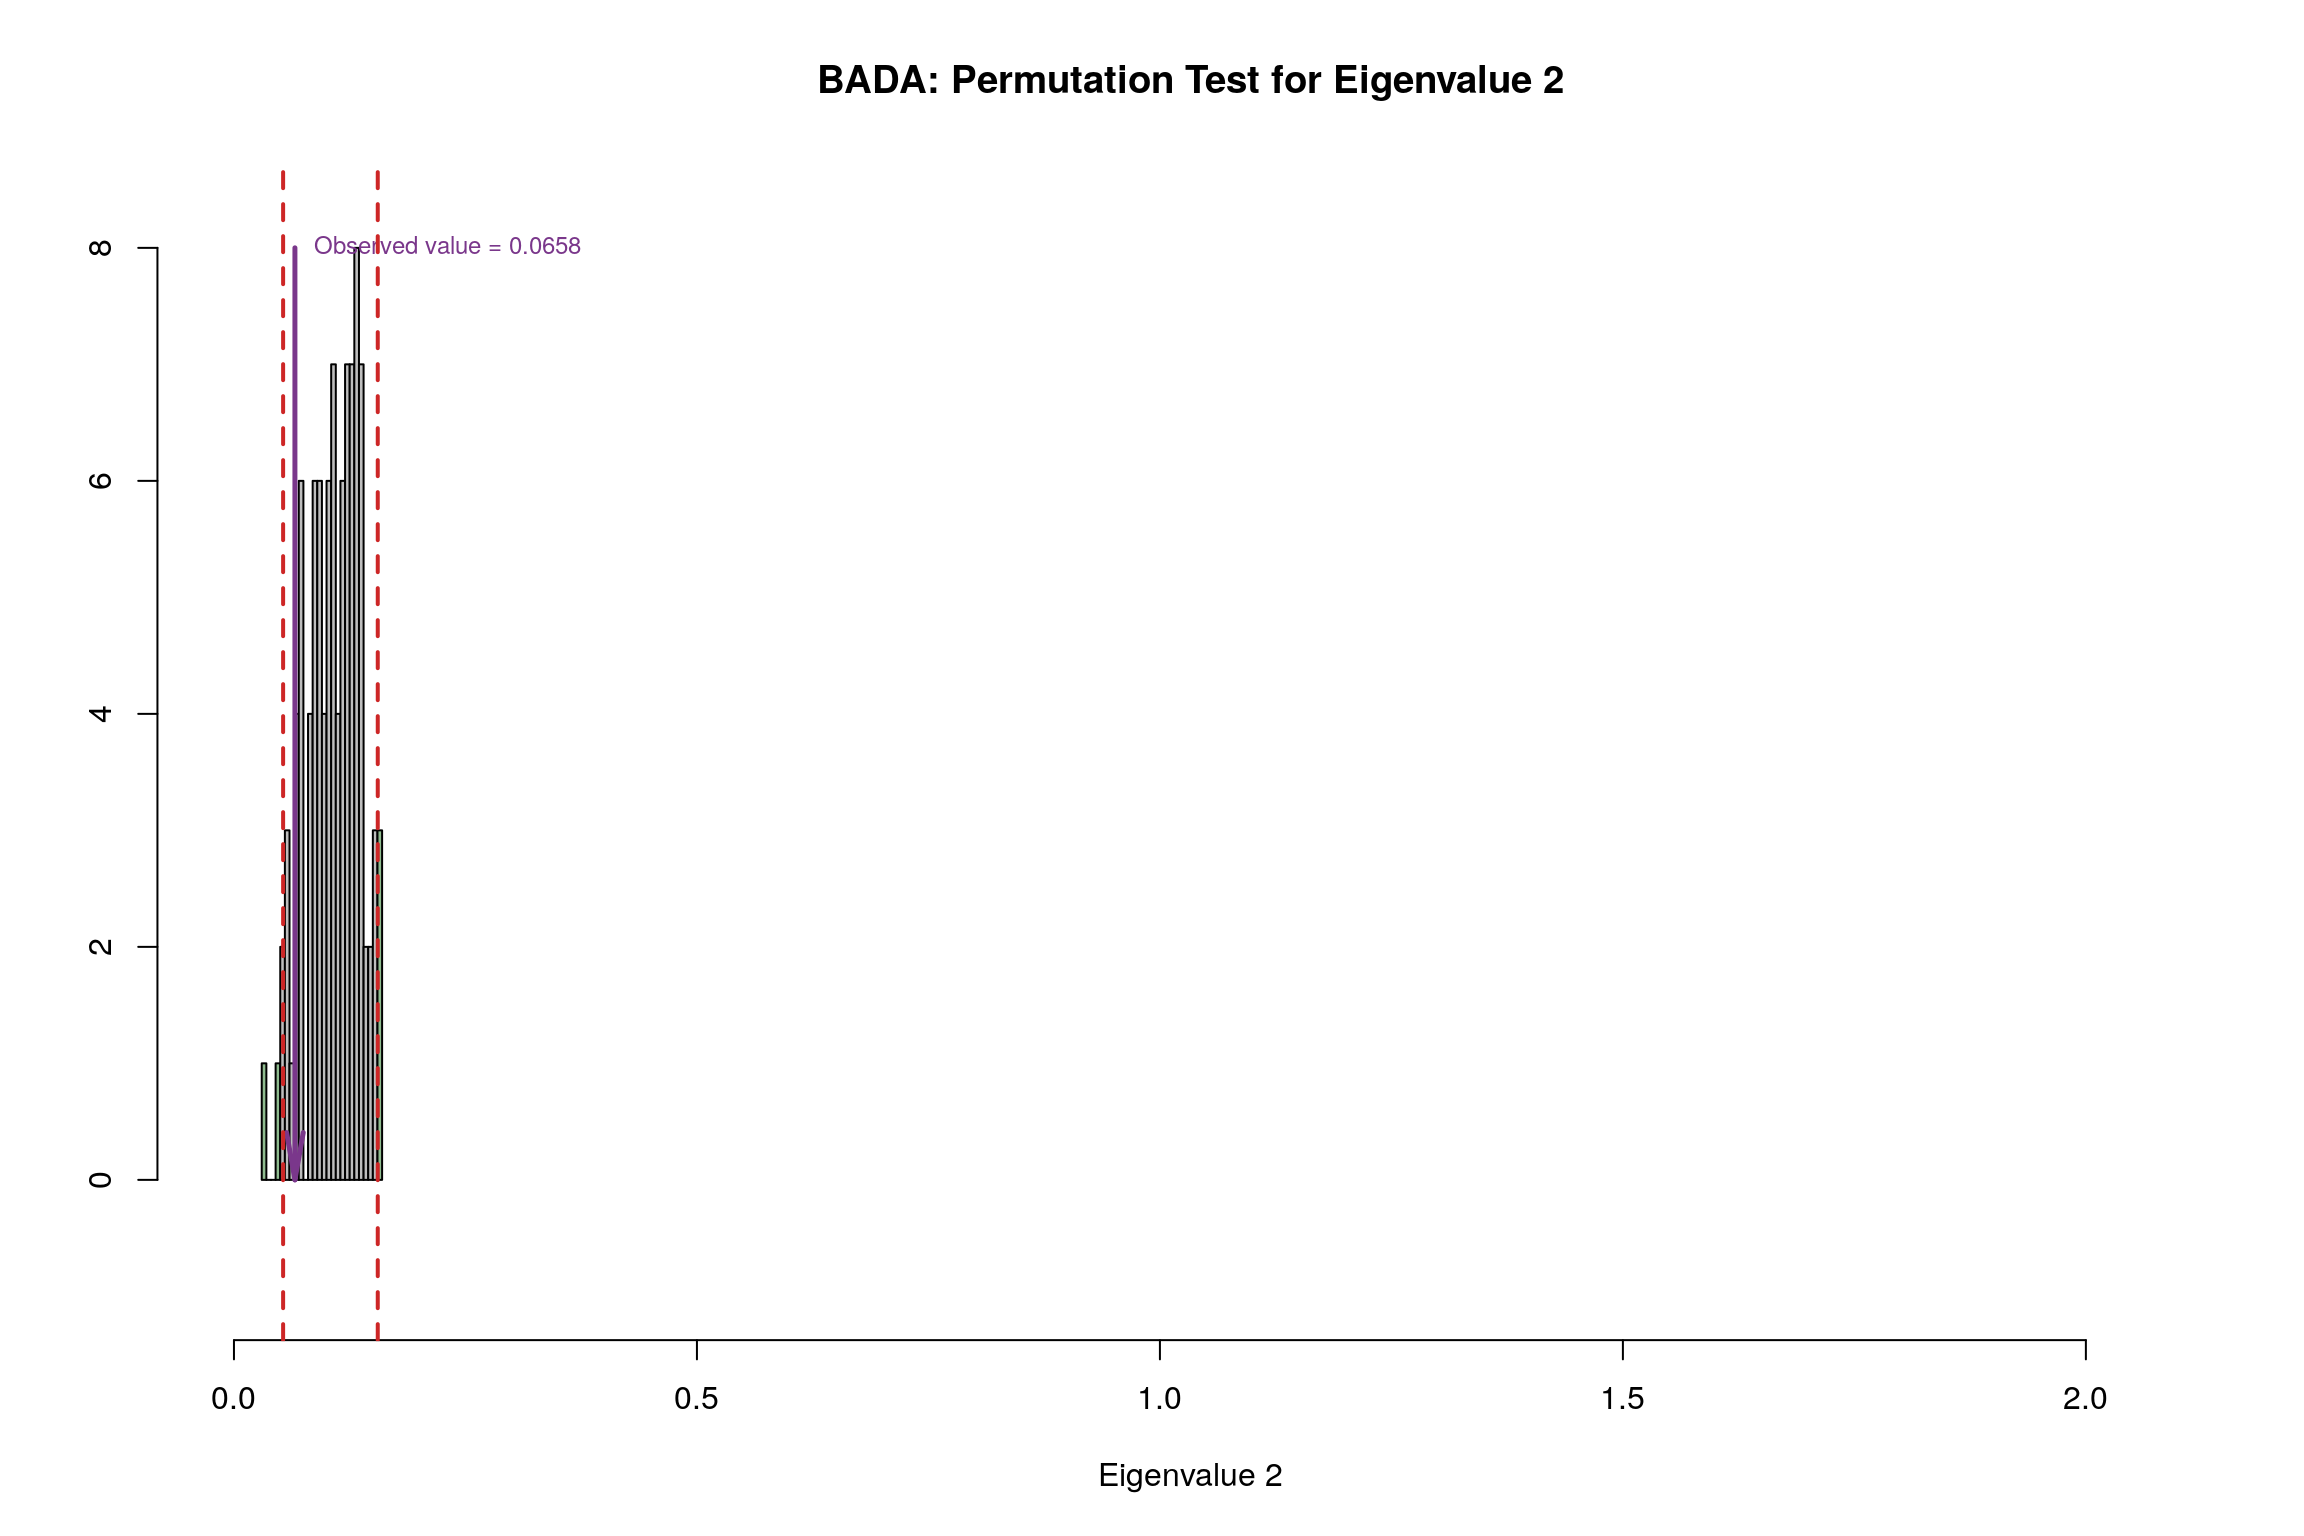 BADA: Permutation Test for Eigenvalue 2
Observed value = 0.0658
8
6
4
2
0
0.0 0.5 1.0 1.5 2.0
Eigenvalue 2